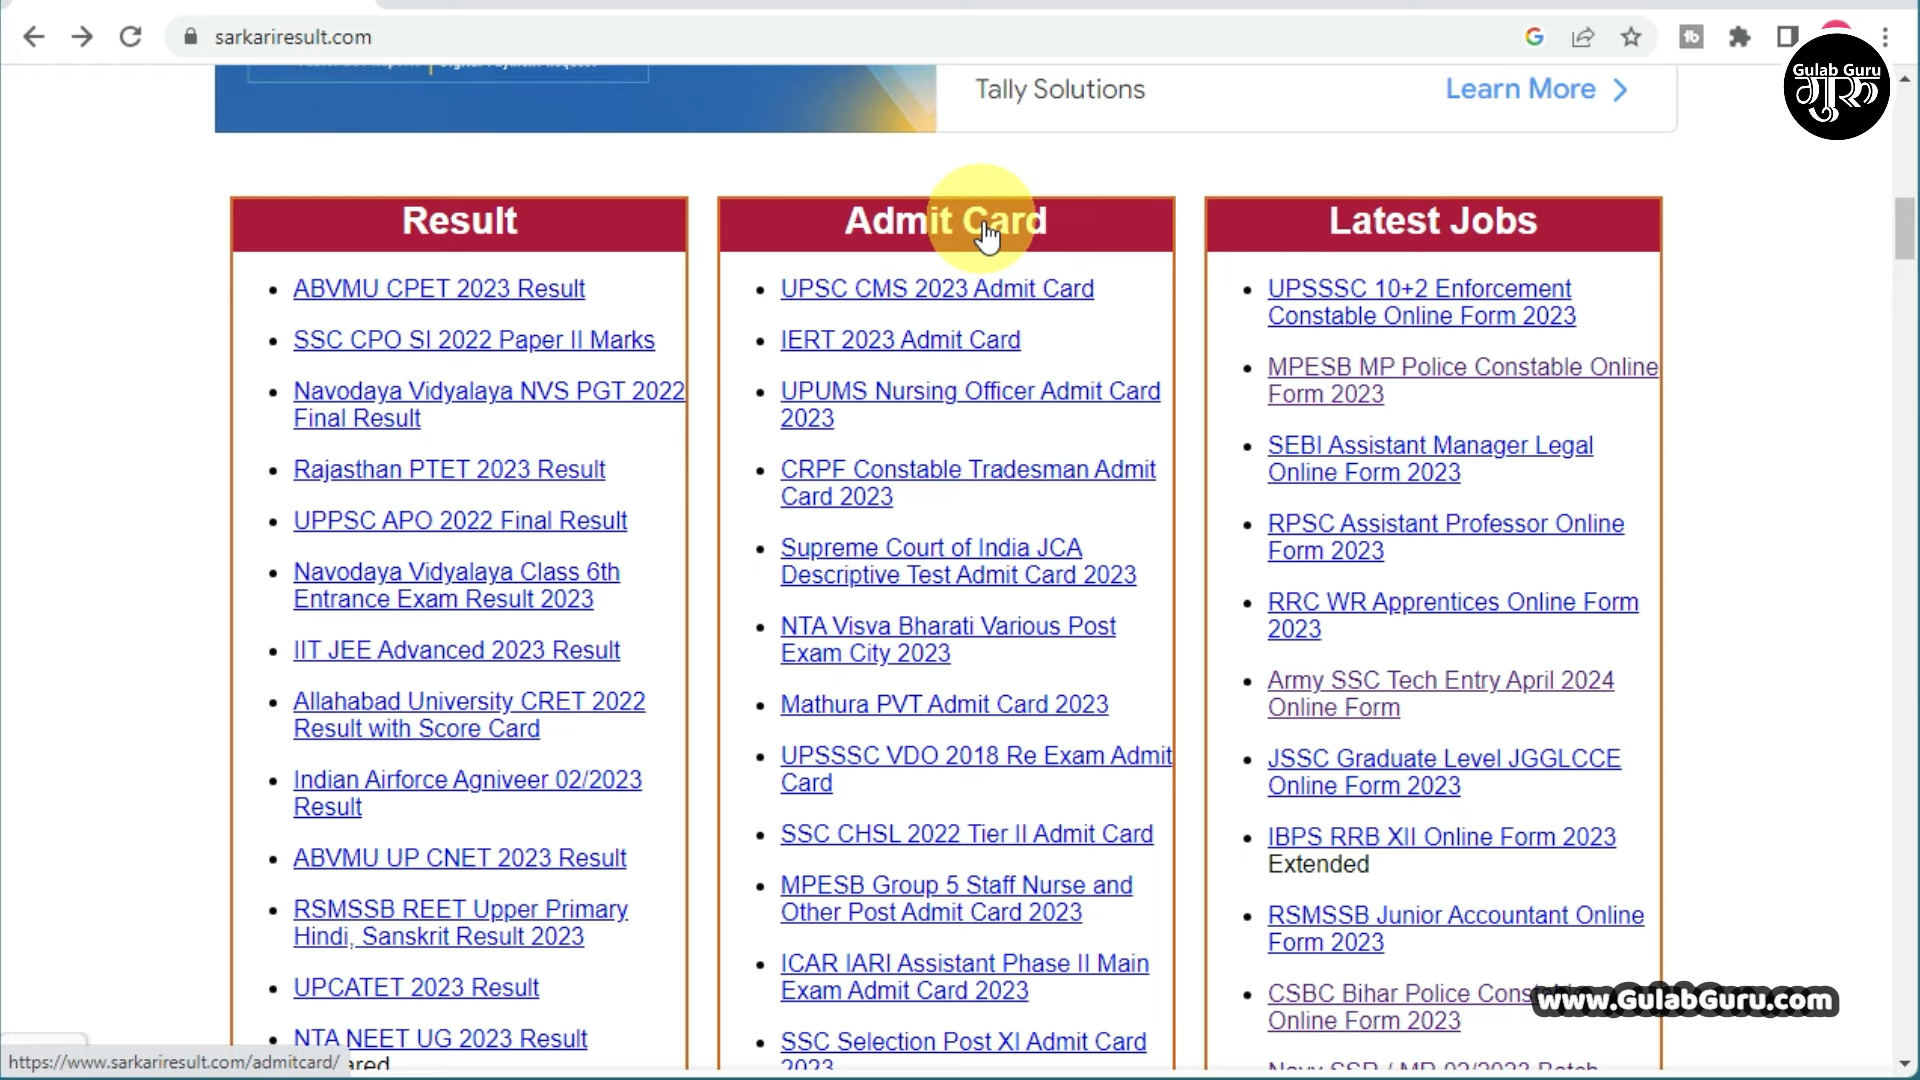 sarkariresult.com
Gulab Guru
गुरु
Tally Solutions
Learn More
Result
ABVMU CPET 2023 Result
SSC CPO SI 2022 Paper II Marks
Navodaya Vidyalaya NVS PGT 2022
Final Result
Rajasthan PTET 2023 Result
UPPSC APO 2022 Final Result
Navodaya Vidyalaya Class 6th
Entrance Exam Result 2023
IIT JEE Advanced 2023 Result
Allahabad University CRET 2022
Result with Score Card
Indian Airforce Agniveer 02/2023
Result
ABVMU UP CNET 2023 Result
RSMSSB REET Upper Primary
Hindi, Sanskrit Result 2023
UPCATET 2023 Result
NTA NEET UG 2023 Result
Admit Card
UPSC CMS 2023 Admit Card
IERT 2023 Admit Card
UPUMS Nursing Officer Admit Card
2023
CRPF Constable Tradesman Admit
Card 2023
Supreme Court of India JCA
Descriptive Test Admit Card 2023
NTA Visva Bharati Various Post
Exam City 2023
Mathura PVT Admit Card 2023
UPSSSC VDO 2018 Re Exam Admit
Card
SSC CHSL 2022 Tier II Admit Card
MPESB Group 5 Staff Nurse and
Other Post Admit Card 2023
ICAR IARI Assistant Phase II Main
Exam Admit Card 2023
SSC Selection Post XI Admit Card
2023
Latest Jobs
UPSSSC 10+2 Enforcement
Constable Online Form 2023
MPESB MP Police Constable Online
Form 2023
SEBI Assistant Manager Legal
Online Form 2023
RPSC Assistant Professor Online
Form 2023
RRC WR Apprentices Online Form
2023
Army SSC Tech Entry April 2024
Online Form
JSSC Graduate Level JGGLCCE
Online Form 2023
IBPS RRB XII Online Form 2023
Extended
RSMSSB Junior Accountant Online
Form 2023
CSBC Bihar Police Cons
Online Form 2023
Navy SSR / MR 02/2023 Batch
www.GulabGuru.com
https://www.sarkariresult.com/admitcard/